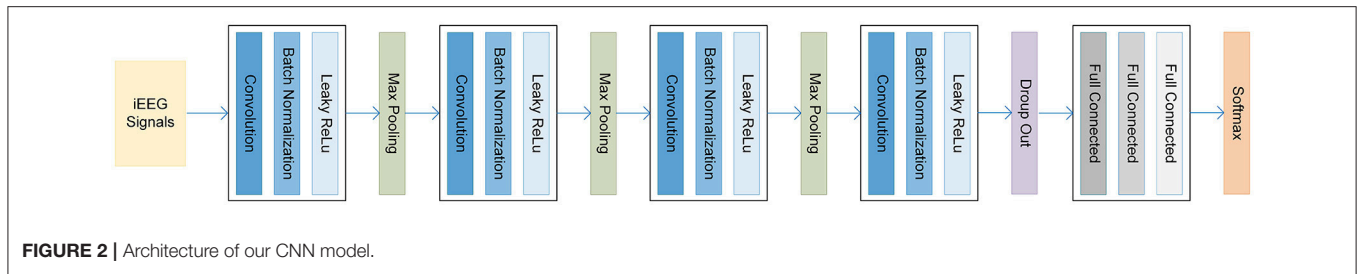 iEEG
Signals
Convolution
Batch Normalization
Leaky ReLu
Max Pooling
Convolution
Batch Normalization
Leaky ReLU
Max Pooling
Convolution
Batch Normalization
Leaky ReLU
Max Pooling
Convolution
Batch Normalization
Leaky ReLU
Droup Out
Full Connected
Full Connected
Full Connected
Softmax
FIGURE 2 | Architecture of our CNN model.